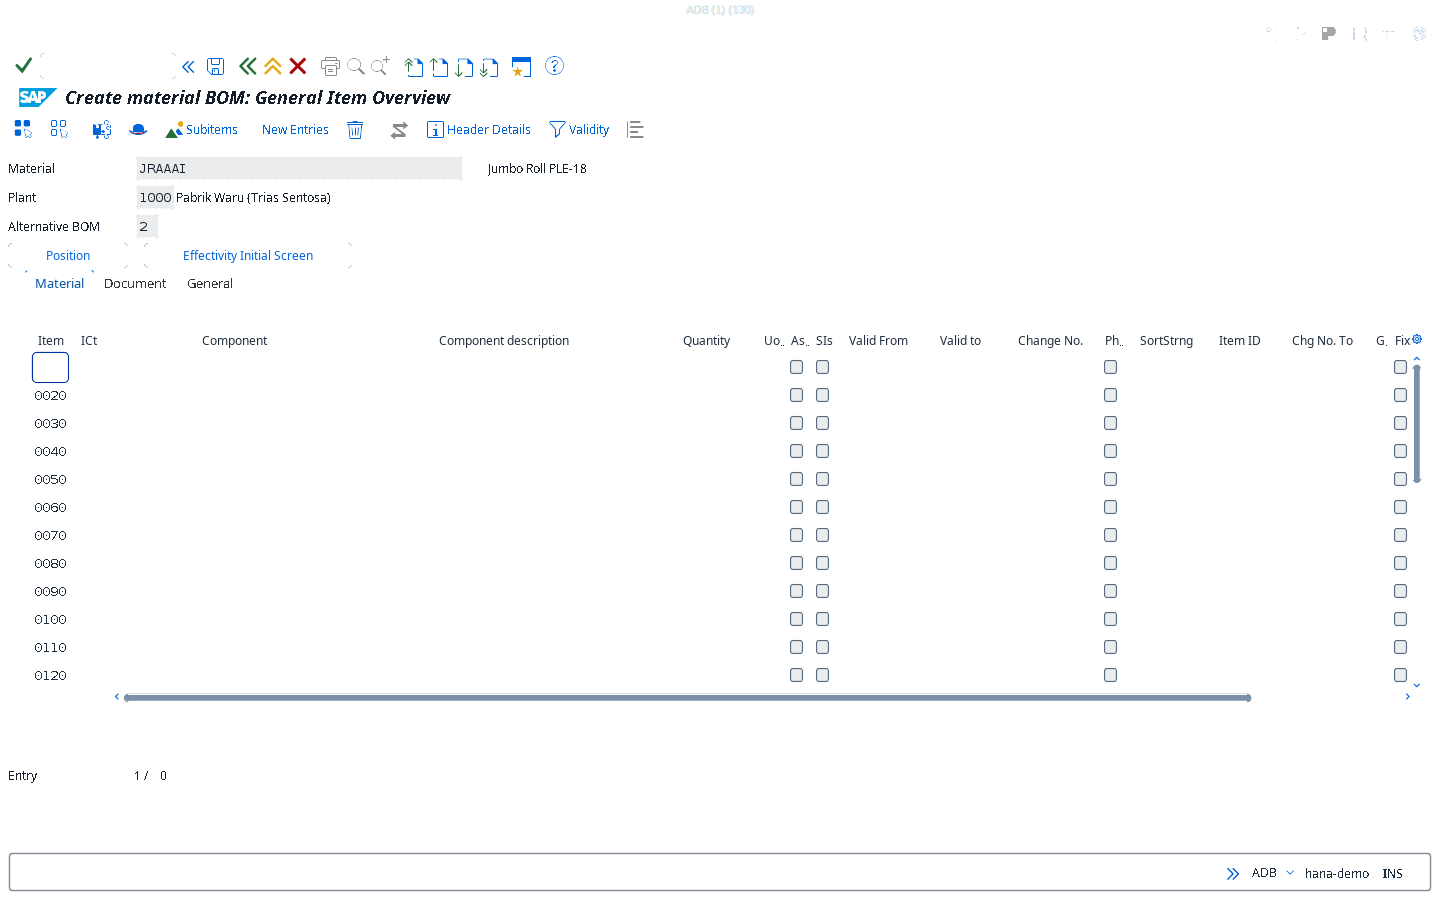 ADB (1) (130)
SAP Create material BOM: General Item Overview
Subitems New Entries Header Details Validity
Material JRAAAI Jumbo Roll PLE-18
Plant 1000 Pabrik Waru (Trias Sentosa)
Alternative BOM 2
Position Effectivity Initial Screen
Material Document General
Item ICt Component Component description Quantity Uo.. As.. SIs Valid From Valid to Change No. Ph.. SortStrng Item ID Chg No. To G. Fix
0020
0030
0040
0050
0060
0070
0080
0090
0100
0110
0120
Entry 1 / 0
ADB hana-demo INS